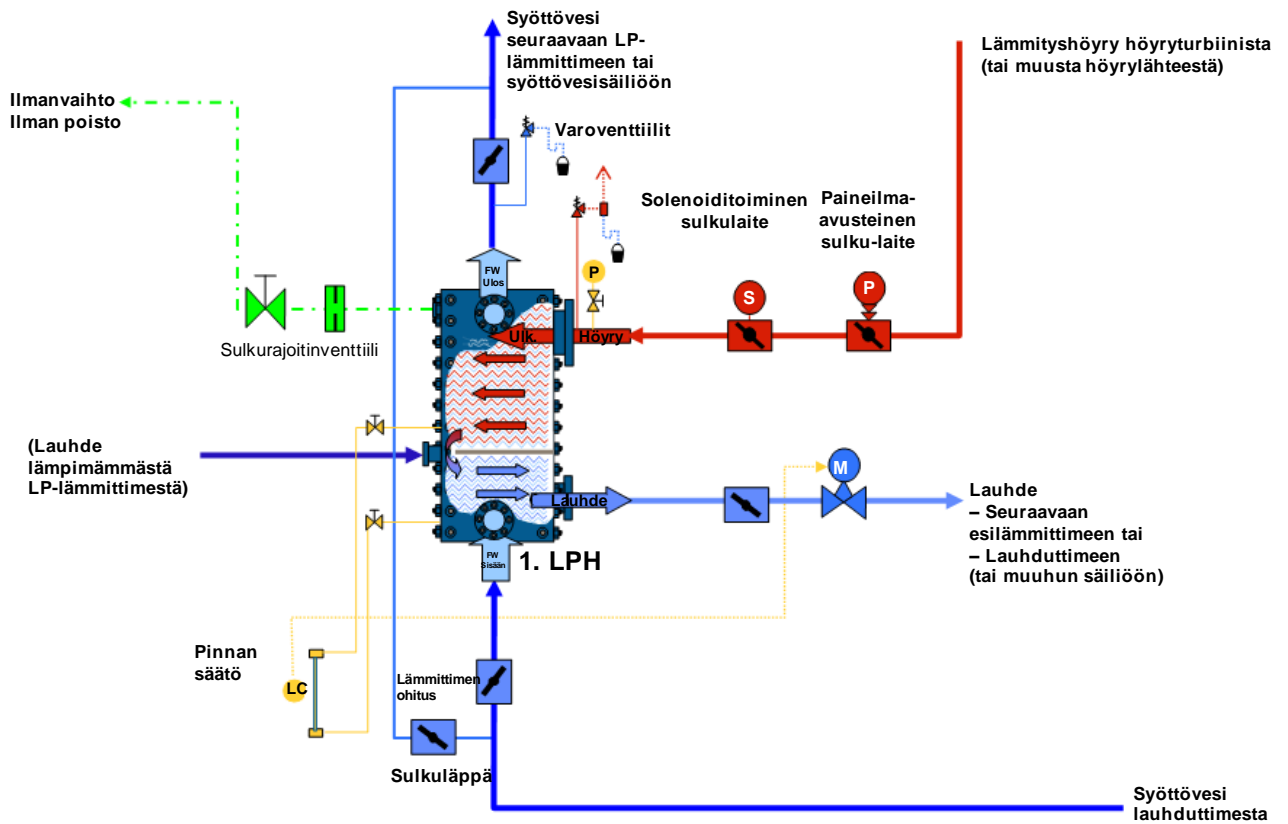 Syöttövesi
seuraavaan LP-
lämmittimeen tai
syöttövesisäiliöön
Lämmityshöyry höyryturbiinista
(tai muusta höyrylähteestä)
Ilmanvaihto
Ilman poisto
Varoventtiilit
Solenoiditoiminen
sulkulaite
Paineilma-
avusteinen
sulku-laite
FW
Ulos
P
S
P
Ulk.
Höyry
Sulkurajoitinventtiili
(Lauhde
lämpimämmästä
LP-lämmittimestä)
M
Lauhde
Lauhde
– Seuraavaan
esilämmittimeen tai
– Lauhduttimeen
(tai muuhun säiliöön)
FW
Sisään
1. LPH
Pinnan
säätö
LC
Lämmittimen
ohitus
Sulkuläppä
Syöttövesi
lauhduttimesta